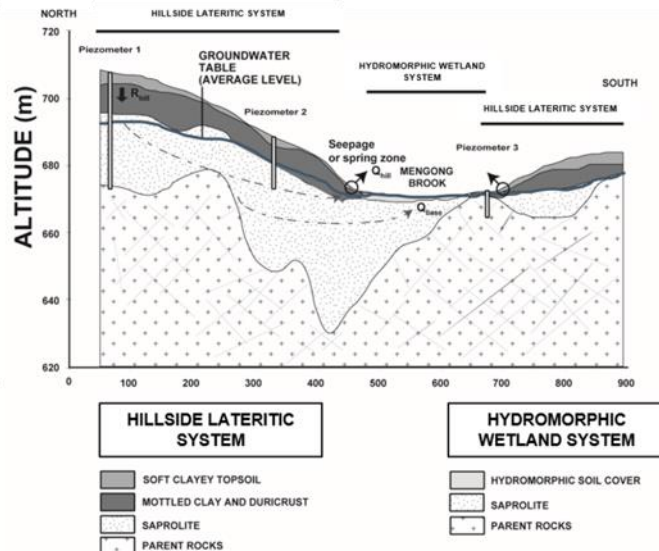 NORTH
HILLSIDE LATERITIC SYSTEM
720
Piezometer 1
GROUNDWATER
TABLE
(AVERAGE LEVEL)
HYDROMORPHIC WETLAND
SYSTEM
SOUTH
R hill
700
Piezometer 2
HILLSIDE LATERITIC SYSTEM
Seepage
or spring zone
Q hill
MENGONG
BROOK
Piezometer 3
680
Q base
ALTITUDE (m)
660
640
620
0 100 200 300 400 500 600 700 800 900
HILLSIDE LATERITIC
SYSTEM
SOFT CLAYEY TOPSOIL
MOTTLED CLAY AND DURICRUST
SAPROLITE
PARENT ROCKS
HYDROMORPHIC
WETLAND SYSTEM
HYDROMORPHIC SOIL COVER
SAPROLITE
PARENT ROCKS